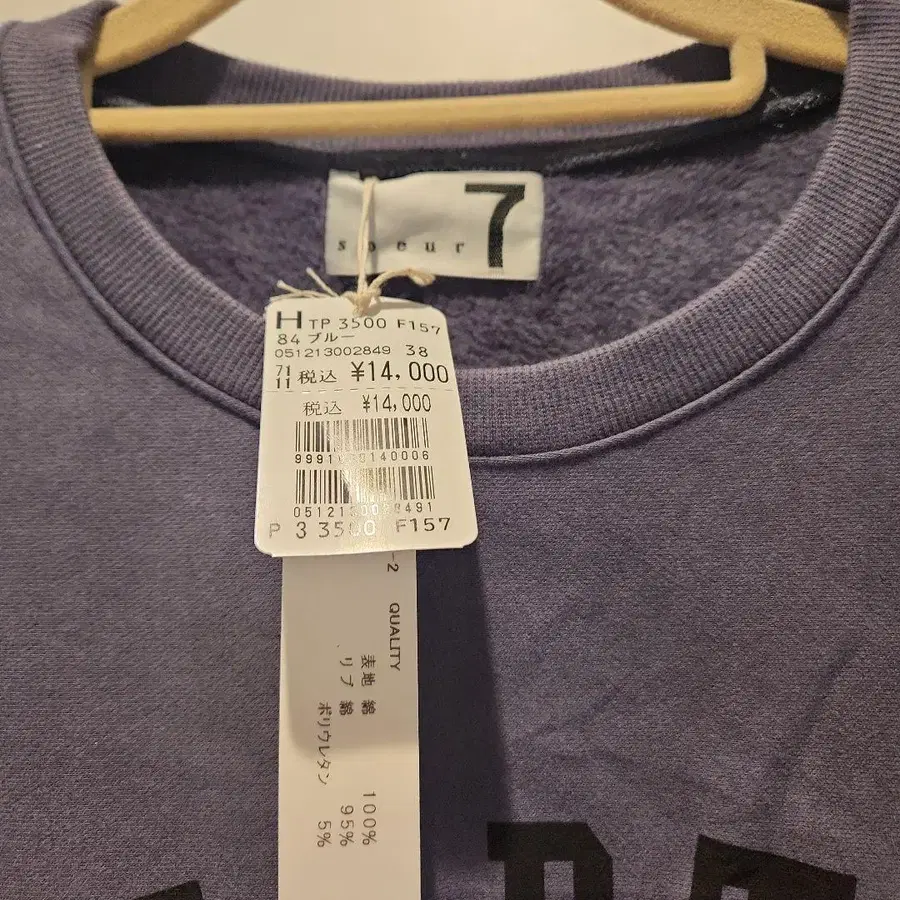 soeur 7
H TP 3500 F157
84 ブルー
051213002849 38
71/11 税込 ¥14,000
税込 ¥14,000
P 3 3500 F157
-2 QUALITY
表地 綿 100%
リブ 綿 95%
ポリウレタン 5%